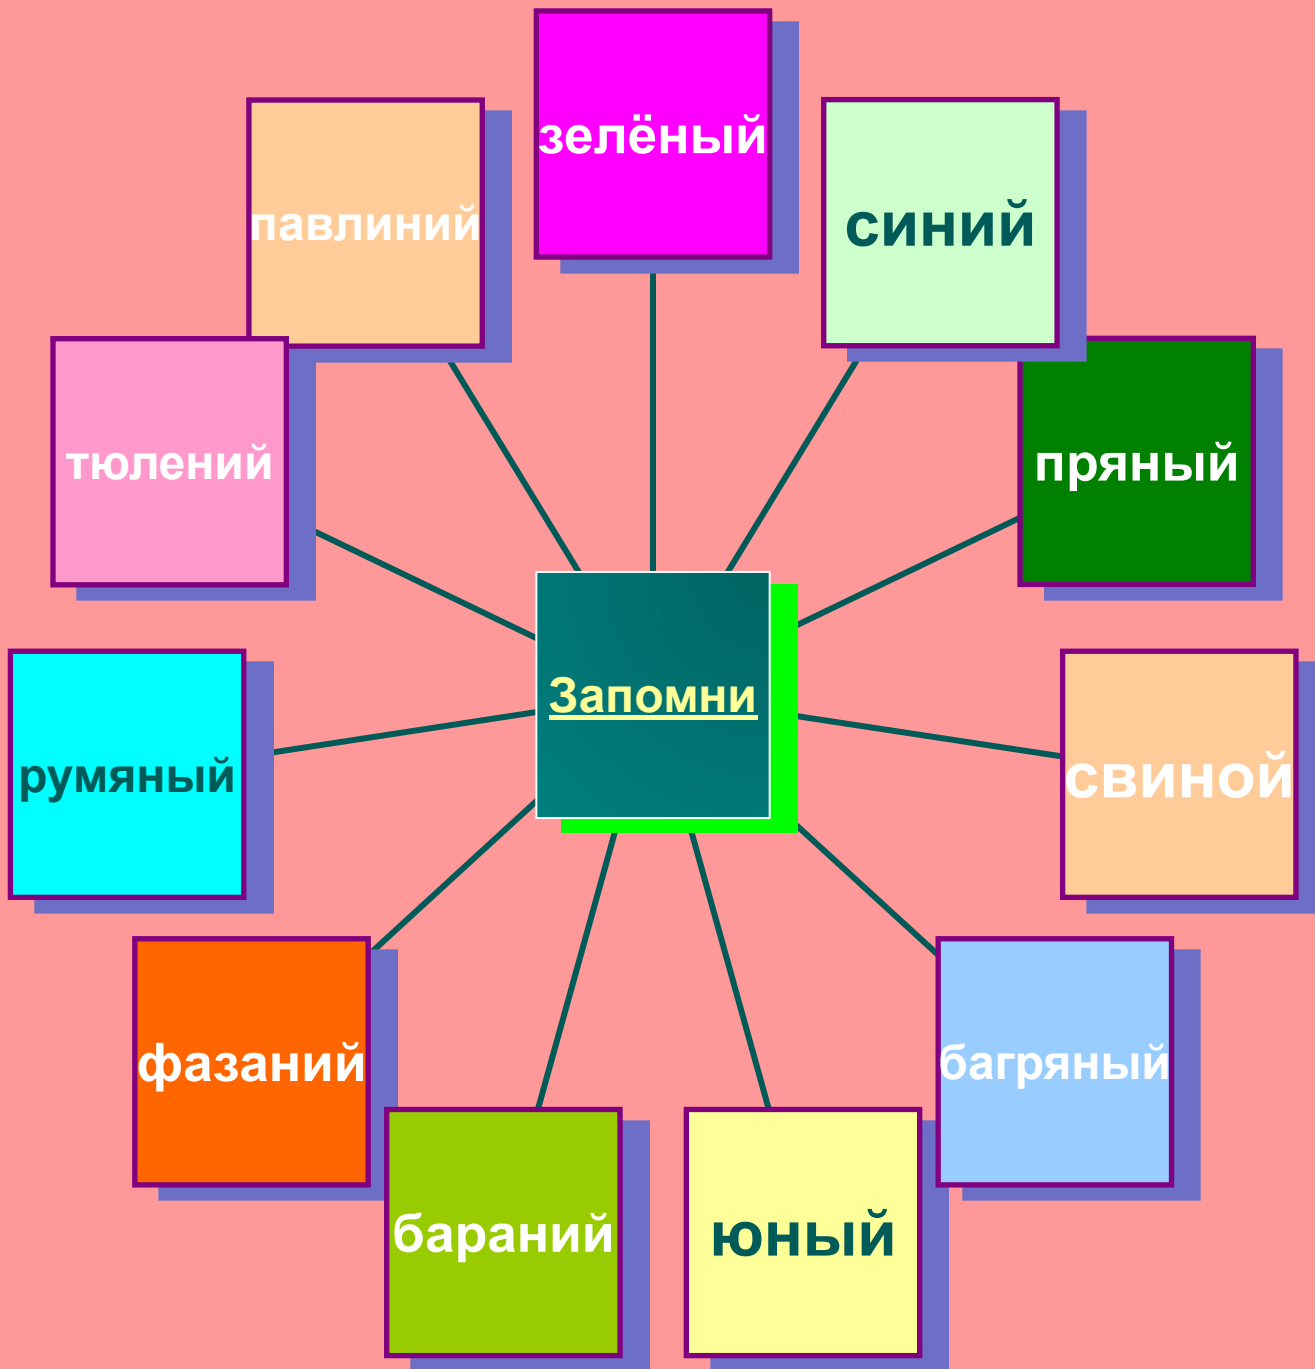 зелёный
синий
пряный
свиной
багряный
юный
бараний
фазаний
румяный
тюлений
павлиний
Запомни